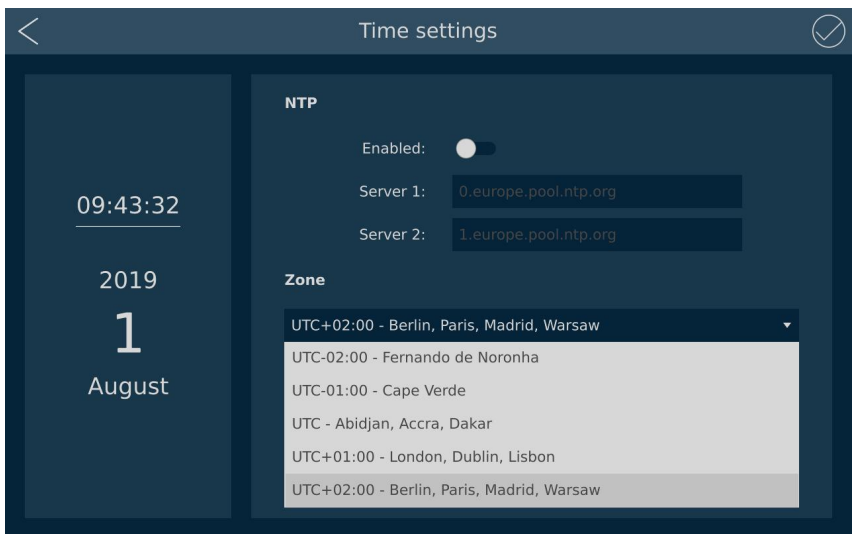 Time settings
09:43:32
2019
1
August
NTP
Enabled:
Server 1: 0.europe.pool.ntp.org
Server 2: 1.europe.pool.ntp.org
Zone
UTC+02:00 - Berlin, Paris, Madrid, Warsaw
UTC-02:00 - Fernando de Noronha
UTC-01:00 - Cape Verde
UTC - Abidjan, Accra, Dakar
UTC+01:00 - London, Dublin, Lisbon
UTC+02:00 - Berlin, Paris, Madrid, Warsaw